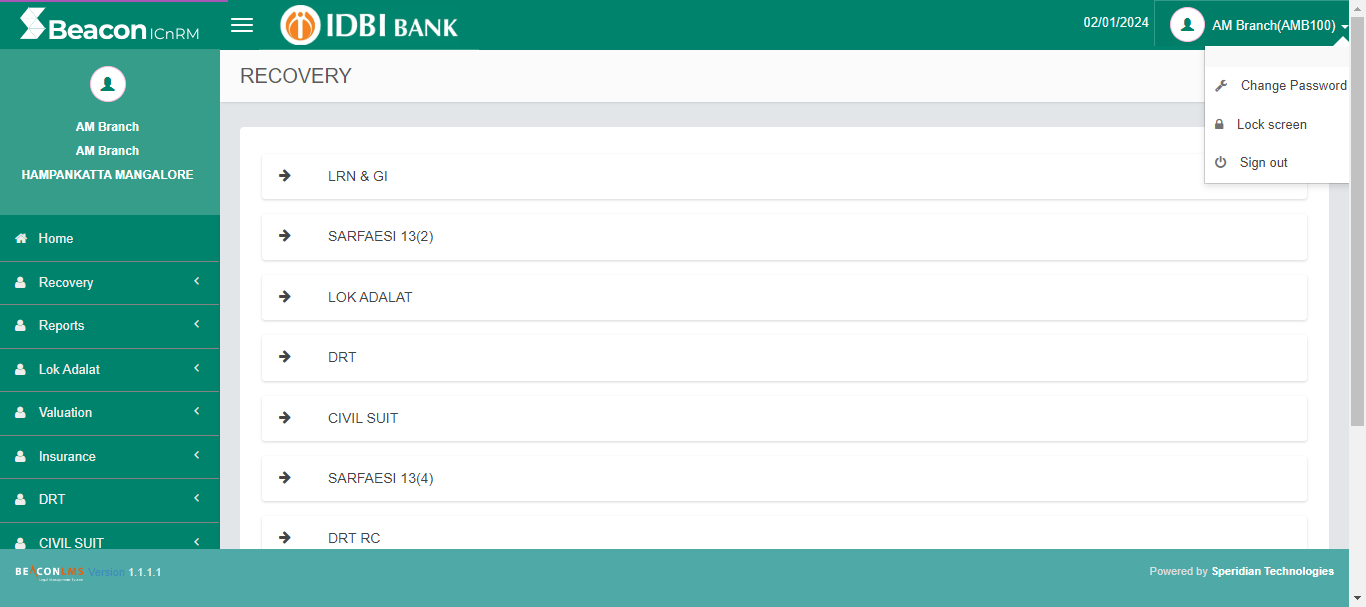 Beacon ICnRM
IDBI BANK
02/01/2024
AM Branch(AMB100)
Change Password
Lock screen
Sign out
AM Branch
AM Branch
HAMPANKATTA MANGALORE
Home
Recovery
Reports
Lok Adalat
Valuation
Insurance
DRT
CIVIL SUIT
RECOVERY
LRN & GI
SARFAESI 13(2)
LOK ADALAT
DRT
CIVIL SUIT
SARFAESI 13(4)
DRT RC
BEACONLMS Version 1.1.1.1
Powered by Speridian Technologies